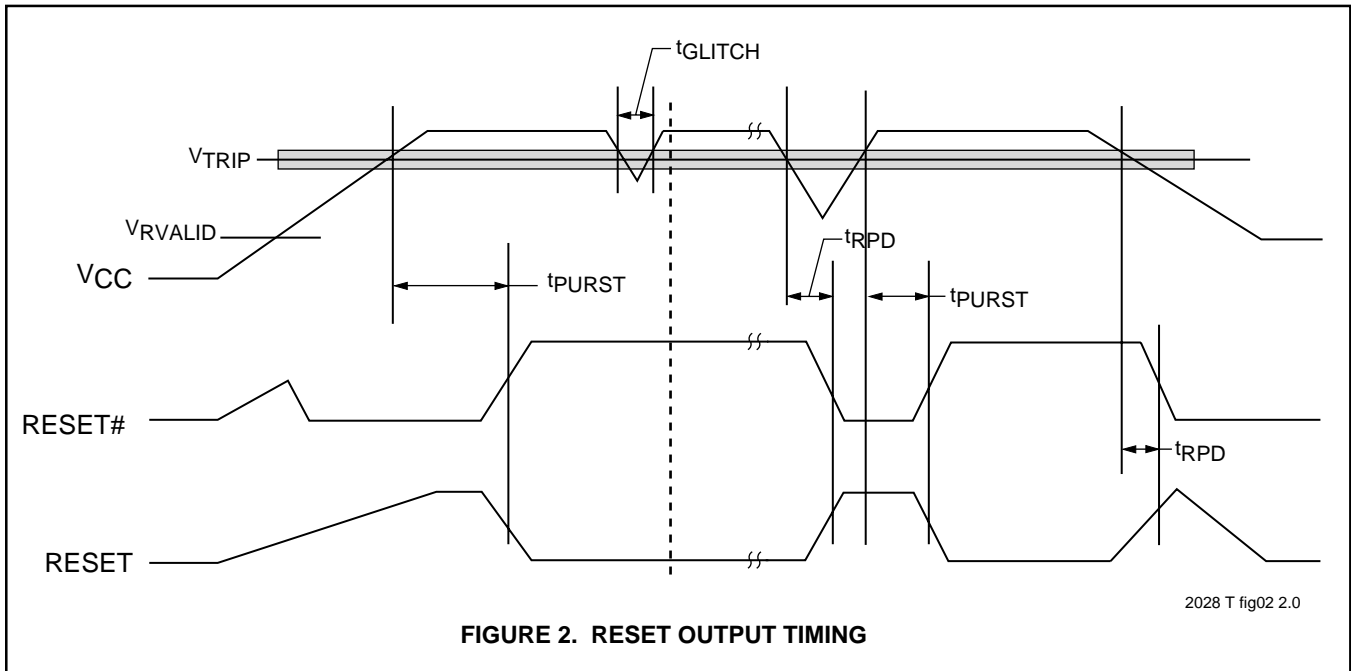 tGLITCH
VTRIP
VRVALID
tRPD
VCC
tPURST
tPURST
RESET#
tRPD
RESET
2028 T fig02 2.0
FIGURE 2. RESET OUTPUT TIMING